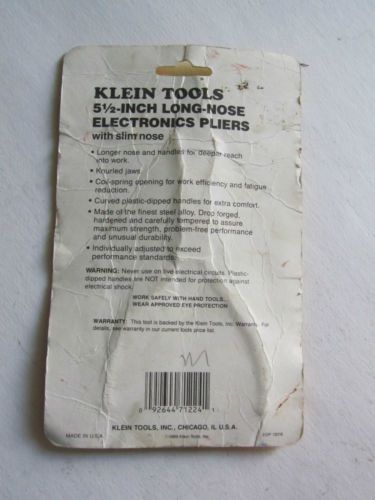 KLEIN TOOLS
5½-INCH LONG-NOSE
ELECTRONICS PLIERS
with slim nose
• Longer nose and handles for deeper reach
into work.
• Knurled jaws
• Coil-spring opening for work efficiency and fatigue
reduction.
• Curved plastic-dipped handles for extra comfort.
• Made of the finest steel alloy. Drop forged,
hardened and carefully tempered to assure
maximum strength, problem-free performance
and unusual durability.
• Individually adjusted to exceed
performance standards.
WARNING: Never use on live electrical circuits. Plastic-
dipped handles are NOT intended for protection against
electrical shock.
WORK SAFELY WITH HAND TOOLS...
WEAR APPROVED EYE PROTECTION
WARRANTY: This tool is backed by the Klein Tools, Inc. Warranty. For
details, see warranty in our current tools price list.
0 92644 71224 1
MADE IN U.S.A.
KLEIN TOOLS, INC., CHICAGO, IL U.S.A.
Klein Tools, Inc.